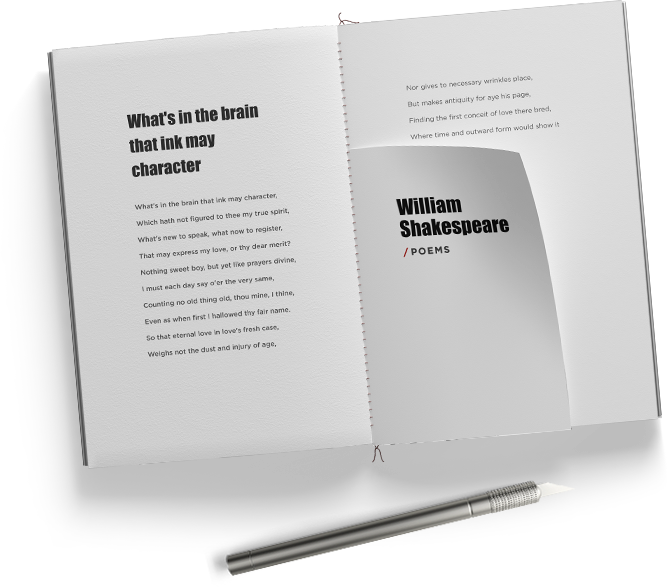 What's in the brain
that ink may
character
What's in the brain that ink may character,
Which hath not figured to thee my true spirit,
What's new to speak, what now to register,
That may express my love, or thy dear merit?
Nothing sweet boy, but yet like prayers divine,
I must each day say o'er the very same,
Counting no old thing old, thou mine, I thine,
Even as when first I hallowed thy fair name.
So that eternal love in love's fresh case,
Weighs not the dust and injury of age,
Nor gives to necessary wrinkles place,
But makes antiquity for aye his page,
Finding the first conceit of love there bred,
Where time and outward form would show it
William
Shakespeare
/POEMS